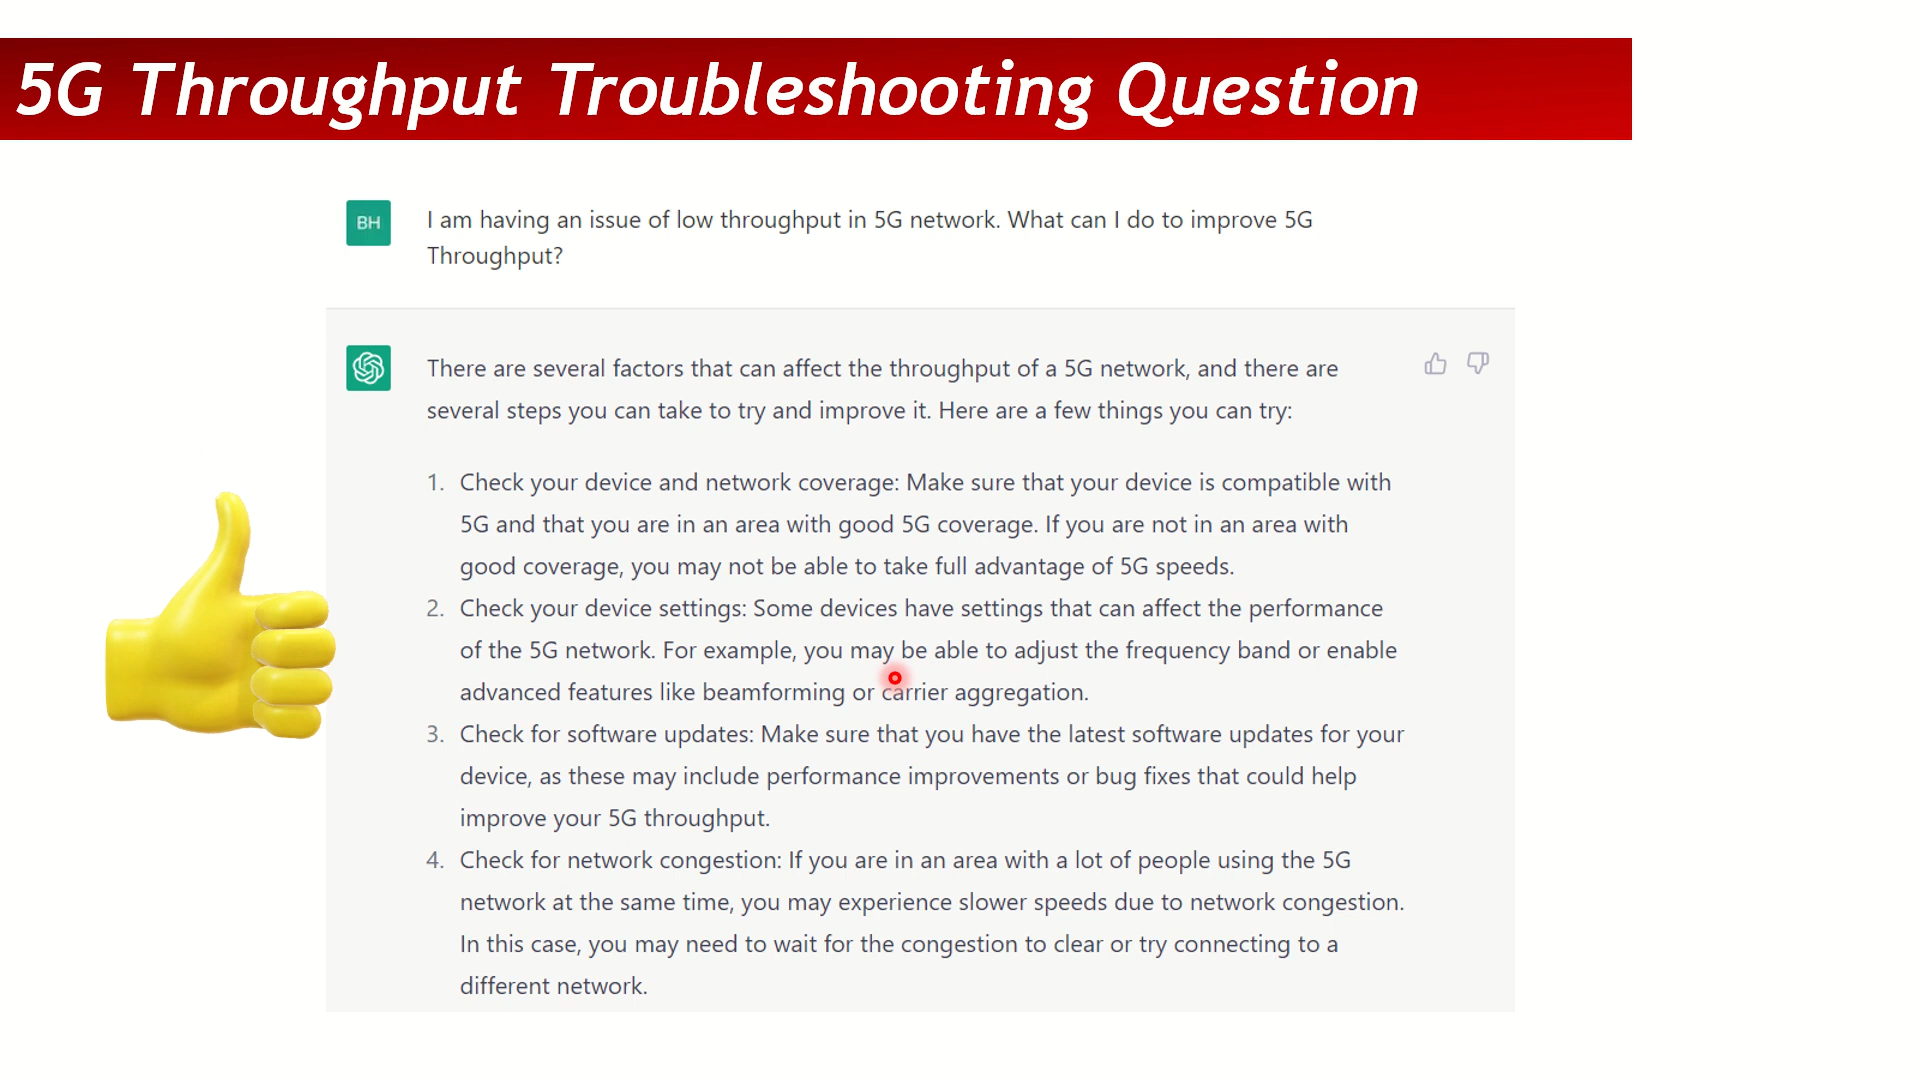 5G Throughput Troubleshooting Question
BH
I am having an issue of low throughput in 5G network. What can I do to improve 5G
Throughput?
There are several factors that can affect the throughput of a 5G network, and there are
several steps you can take to try and improve it. Here are a few things you can try:
1. Check your device and network coverage: Make sure that your device is compatible with
5G and that you are in an area with good 5G coverage. If you are not in an area with
good coverage, you may not be able to take full advantage of 5G speeds.
2. Check your device settings: Some devices have settings that can affect the performance
of the 5G network. For example, you may be able to adjust the frequency band or enable
advanced features like beamforming or carrier aggregation.
3. Check for software updates: Make sure that you have the latest software updates for your
device, as these may include performance improvements or bug fixes that could help
improve your 5G throughput.
4. Check for network congestion: If you are in an area with a lot of people using the 5G
network at the same time, you may experience slower speeds due to network congestion.
In this case, you may need to wait for the congestion to clear or try connecting to a
different network.